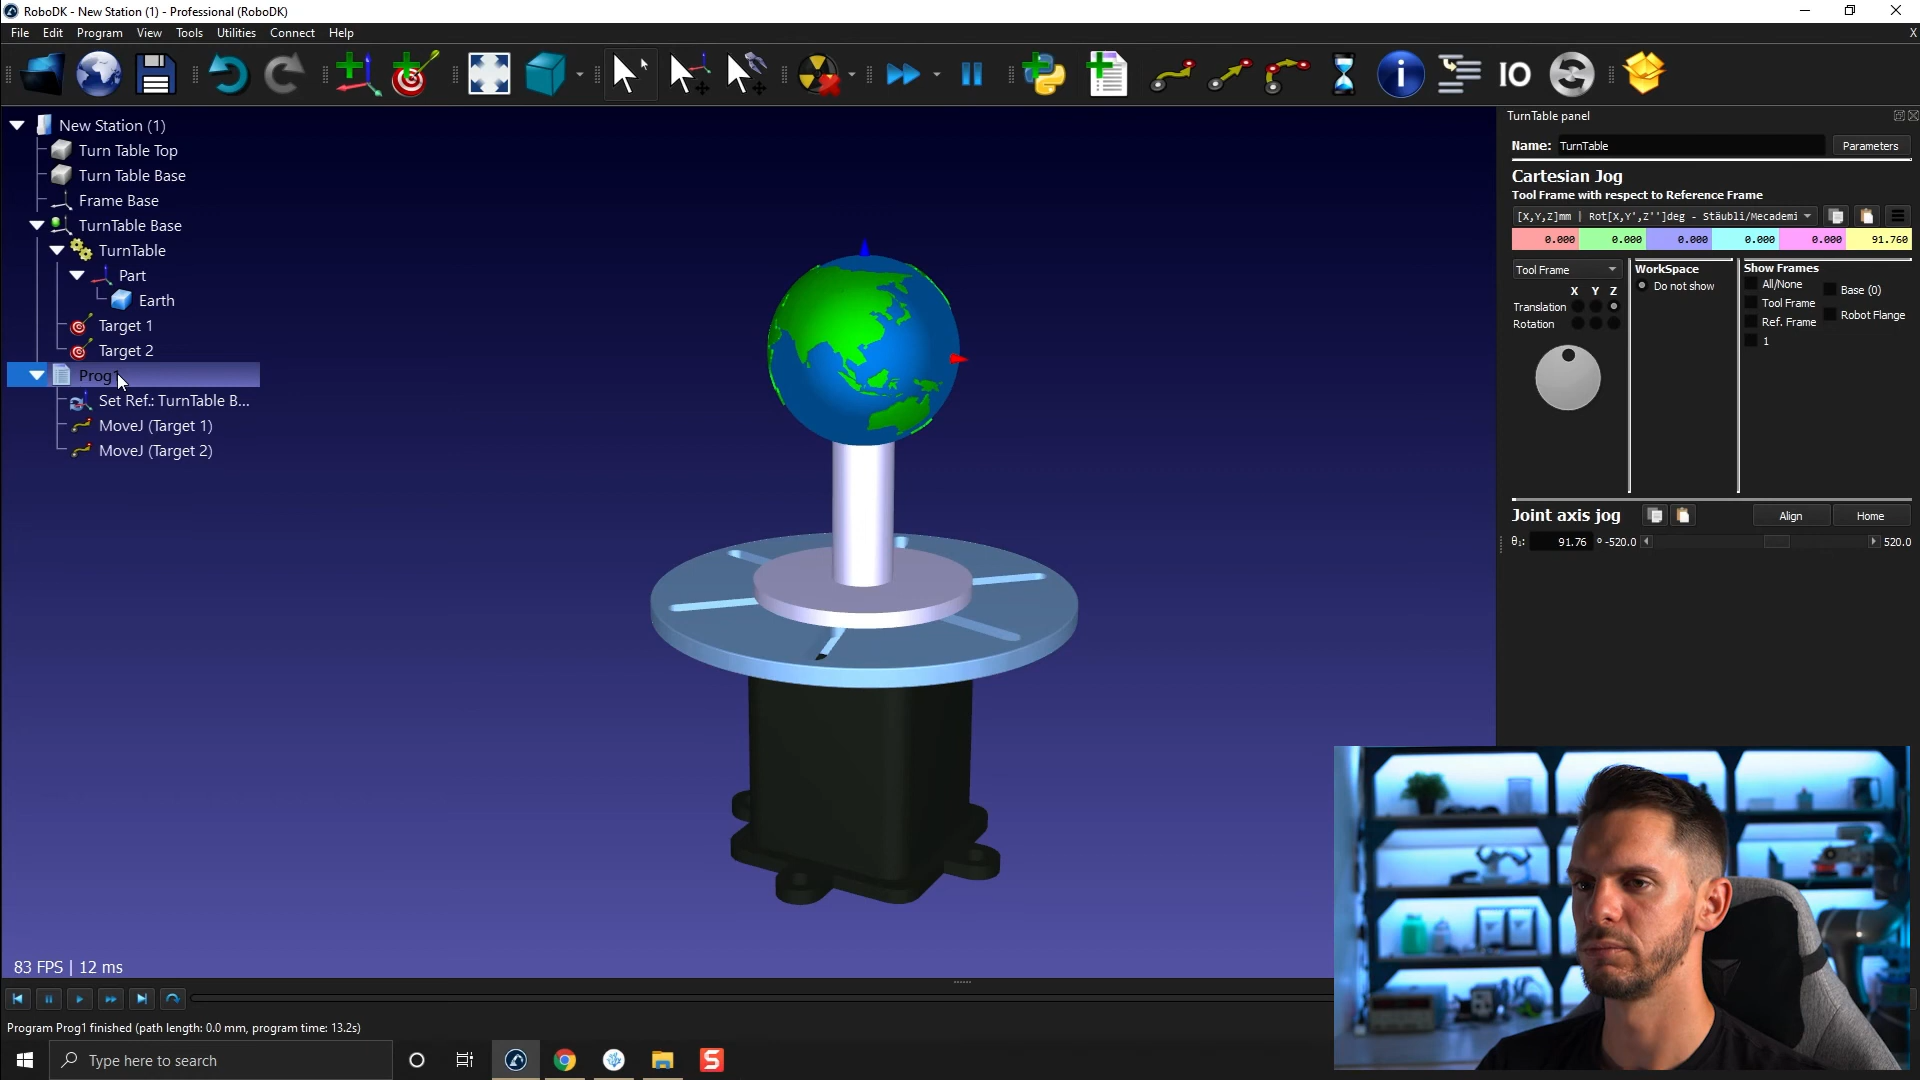 RoboDK - New Station (1) - Professional (RoboDK)
File Edit Program View Tools Utilities Connect Help X
IO
New Station (1)
Turn Table Top
Turn Table Base
Frame Base
TurnTable Base
TurnTable
Part
Earth
Target 1
Target 2
Prog1
Set Ref.: TurnTable B...
MoveJ (Target 1)
MoveJ (Target 2)
TurnTable panel
Name: TurnTable Parameters
Cartesian Jog
Tool Frame with respect to Reference Frame
[X,Y,Z]mm | Rot[X,Y',Z'']deg - Stäubli/Mecademi
0.000 0.000 0.000 0.000 0.000 91.760
Tool Frame
X Y Z
Translation
Rotation
WorkSpace
Do not show
Show Frames
All/None
Base (0)
Tool Frame
Robot Flange
Ref. Frame
1
Joint axis jog Align Home
θ₁: 91.76 º -520.0 520.0
83 FPS | 12 ms
Program Prog1 finished (path length: 0.0 mm, program time: 13.2s)
Type here to search
S